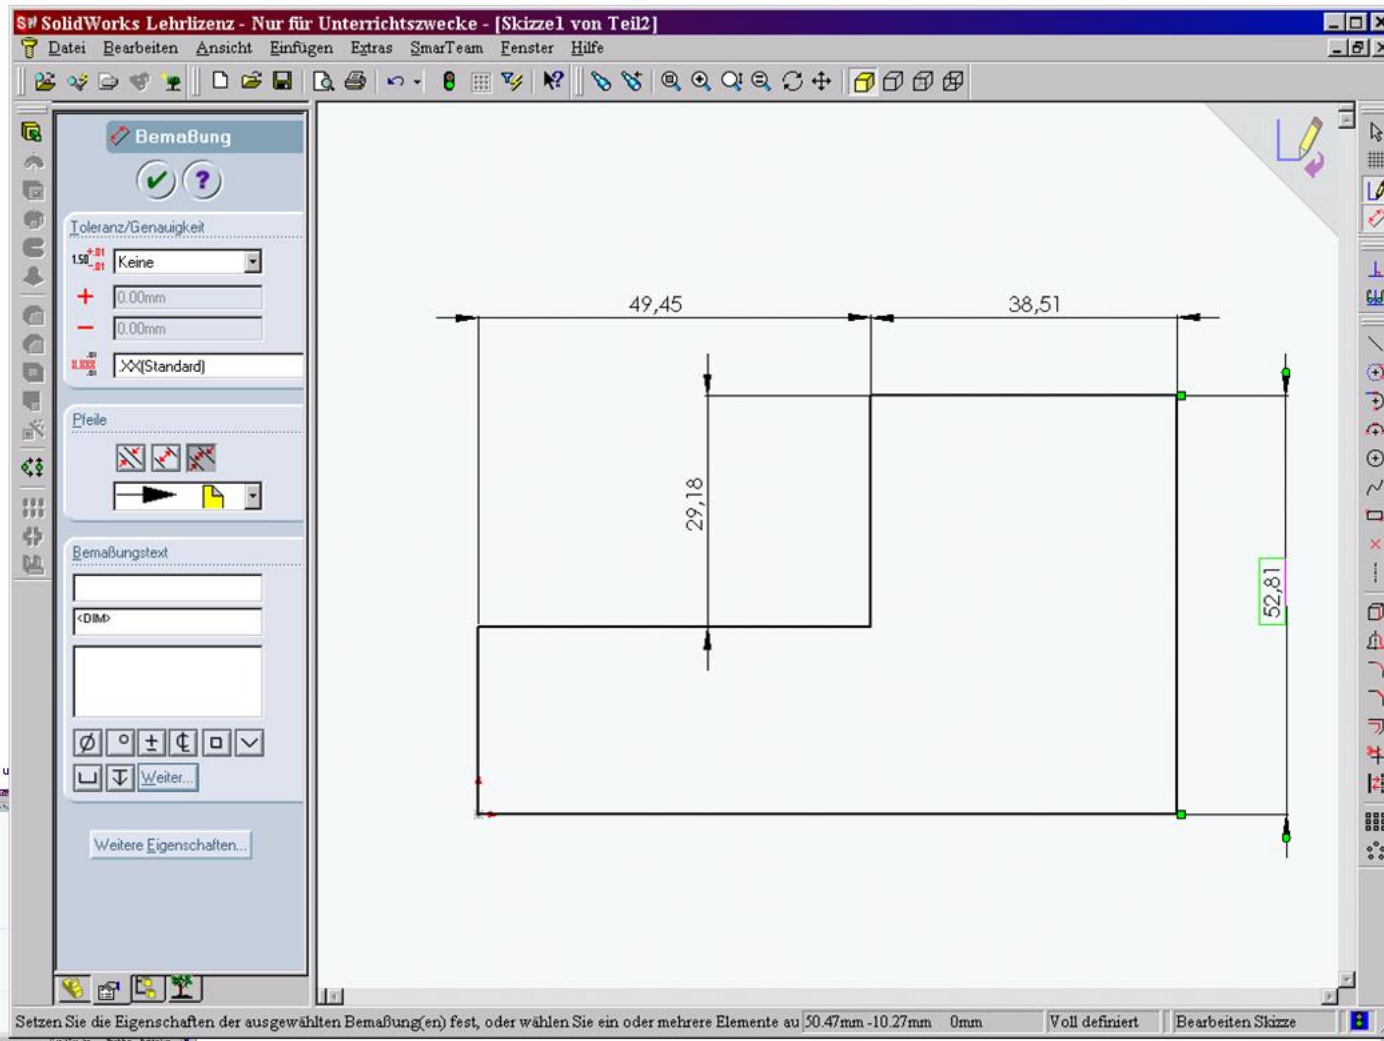 SolidWorks Lehrlizenz - Nur für Unterrichtszwecke - [Skizze1 von Teil2]
Datei Bearbeiten Ansicht Einfügen Extras SmarTeam Fenster Hilfe
Bemaßung
Toleranz/Genauigkeit
Keine
0.00mm
0.00mm
.XX(Standard)
Pfeile
Bemaßungstext
<DIM>
Weiter...
Weitere Eigenschaften...
49,45
38,51
29,18
52,81
Setzen Sie die Eigenschaften der ausgewählten Bemaßung(en) fest, oder wählen Sie ein oder mehrere Elemente au 50.47mm -10.27mm 0mm Voll definiert Bearbeiten Skizze